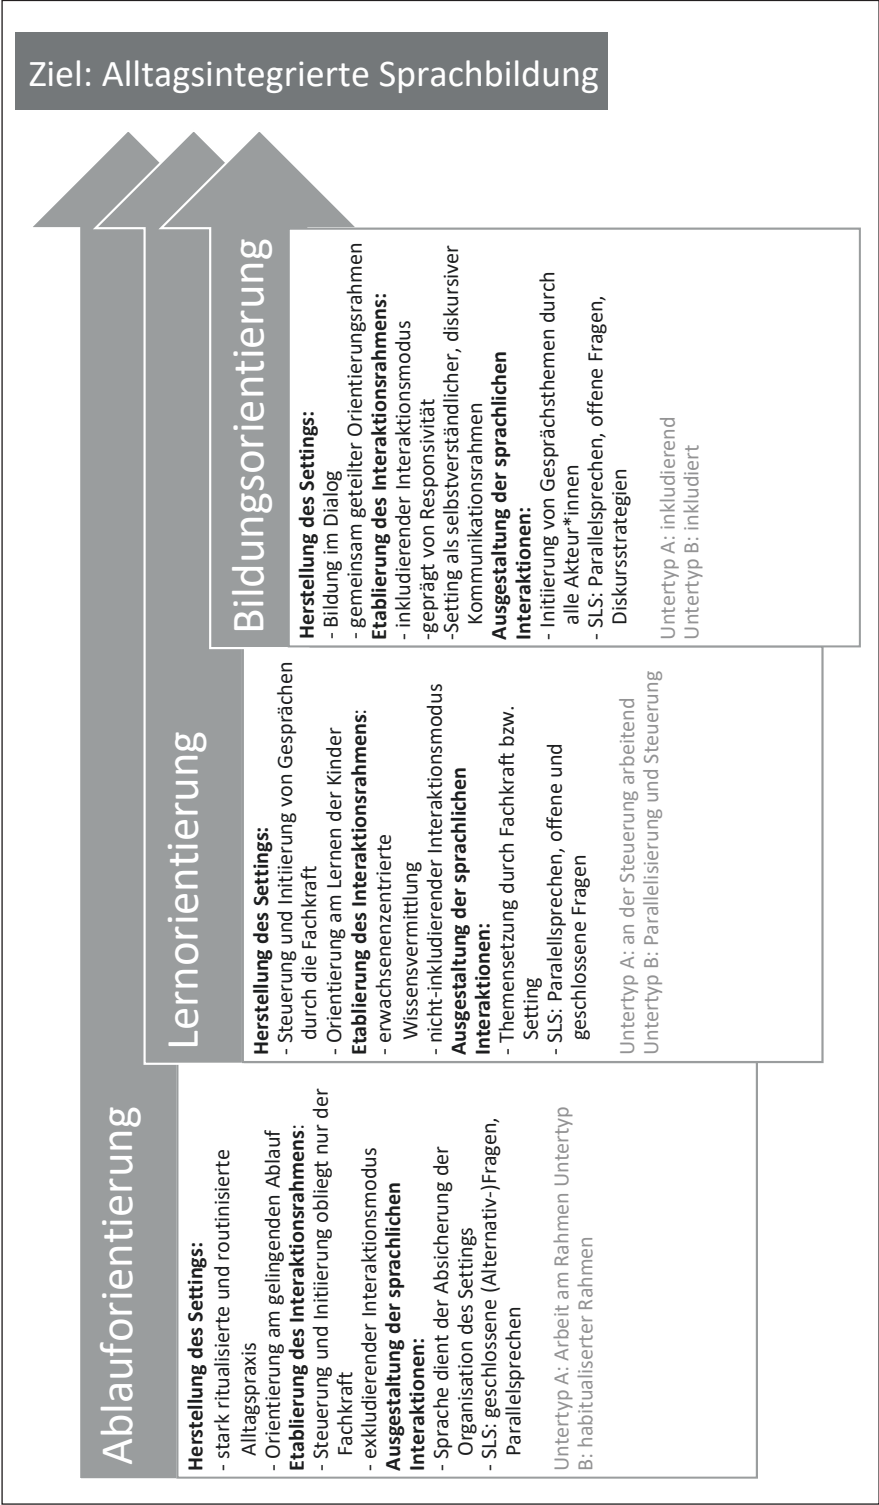 Ziel: Alltagsintegrierte Sprachbildung
Ablauforientierung
Herstellung des Settings:
- stark ritualisierte und routinisierte
Alltagspraxis
- Orientierung am gelingenden Ablauf
Etablierung des Interaktionsrahmens:
- Steuerung und Initiierung obliegt nur der
Fachkraft
- exkludierender Interaktionsmodus
Ausgestaltung der sprachlichen
Interaktionen:
- Sprache dient der Absicherung der
Organisation des Settings
- SLS: geschlossene (Alternativ-)Fragen,
Parallelsprechen
Untertyp A: Arbeit am Rahmen Untertyp
B: habitualiserter Rahmen
Lernorientierung
Herstellung des Settings:
- Steuerung und Initiierung von Gesprächen
durch die Fachkraft
- Orientierung am Lernen der Kinder
Etablierung des Interaktionsrahmens:
- erwachsenenzentrierte
Wissensvermittlung
- nicht-inkludierender Interaktionsmodus
Ausgestaltung der sprachlichen
Interaktionen:
- Themensetzung durch Fachkraft bzw.
Setting
- SLS: Paralellsprechen, offene und
geschlossene Fragen
Untertyp A: an der Steuerung arbeitend
Untertyp B: Parallelisierung und Steuerung
Bildungsorientierung
Herstellung des Settings:
- Bildung im Dialog
- gemeinsam geteilter Orientierungsrahmen
Etablierung des Interaktionsrahmens:
- inkludierender Interaktionsmodus
-geprägt von Responsivität
-Setting als selbstverständlicher, diskursiver
Kommunikationsrahmen
Ausgestaltung der sprachlichen
Interaktionen:
- Initiierung von Gesprächsthemen durch
alle Akteur*innen
- SLS: Parallelsprechen, offene Fragen,
Diskursstrategien
Untertyp A: inkludierend
Untertyp B: inkludiert